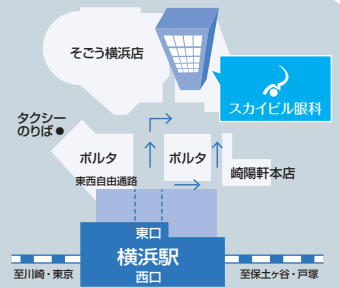 そごう横浜店
スカイビル眼科
タクシー
のりば●
ポルタ
ポルタ
崎陽軒本店
東西自由通路
東口
横浜駅
西口
至川崎・東京
至保土ヶ谷・戸塚